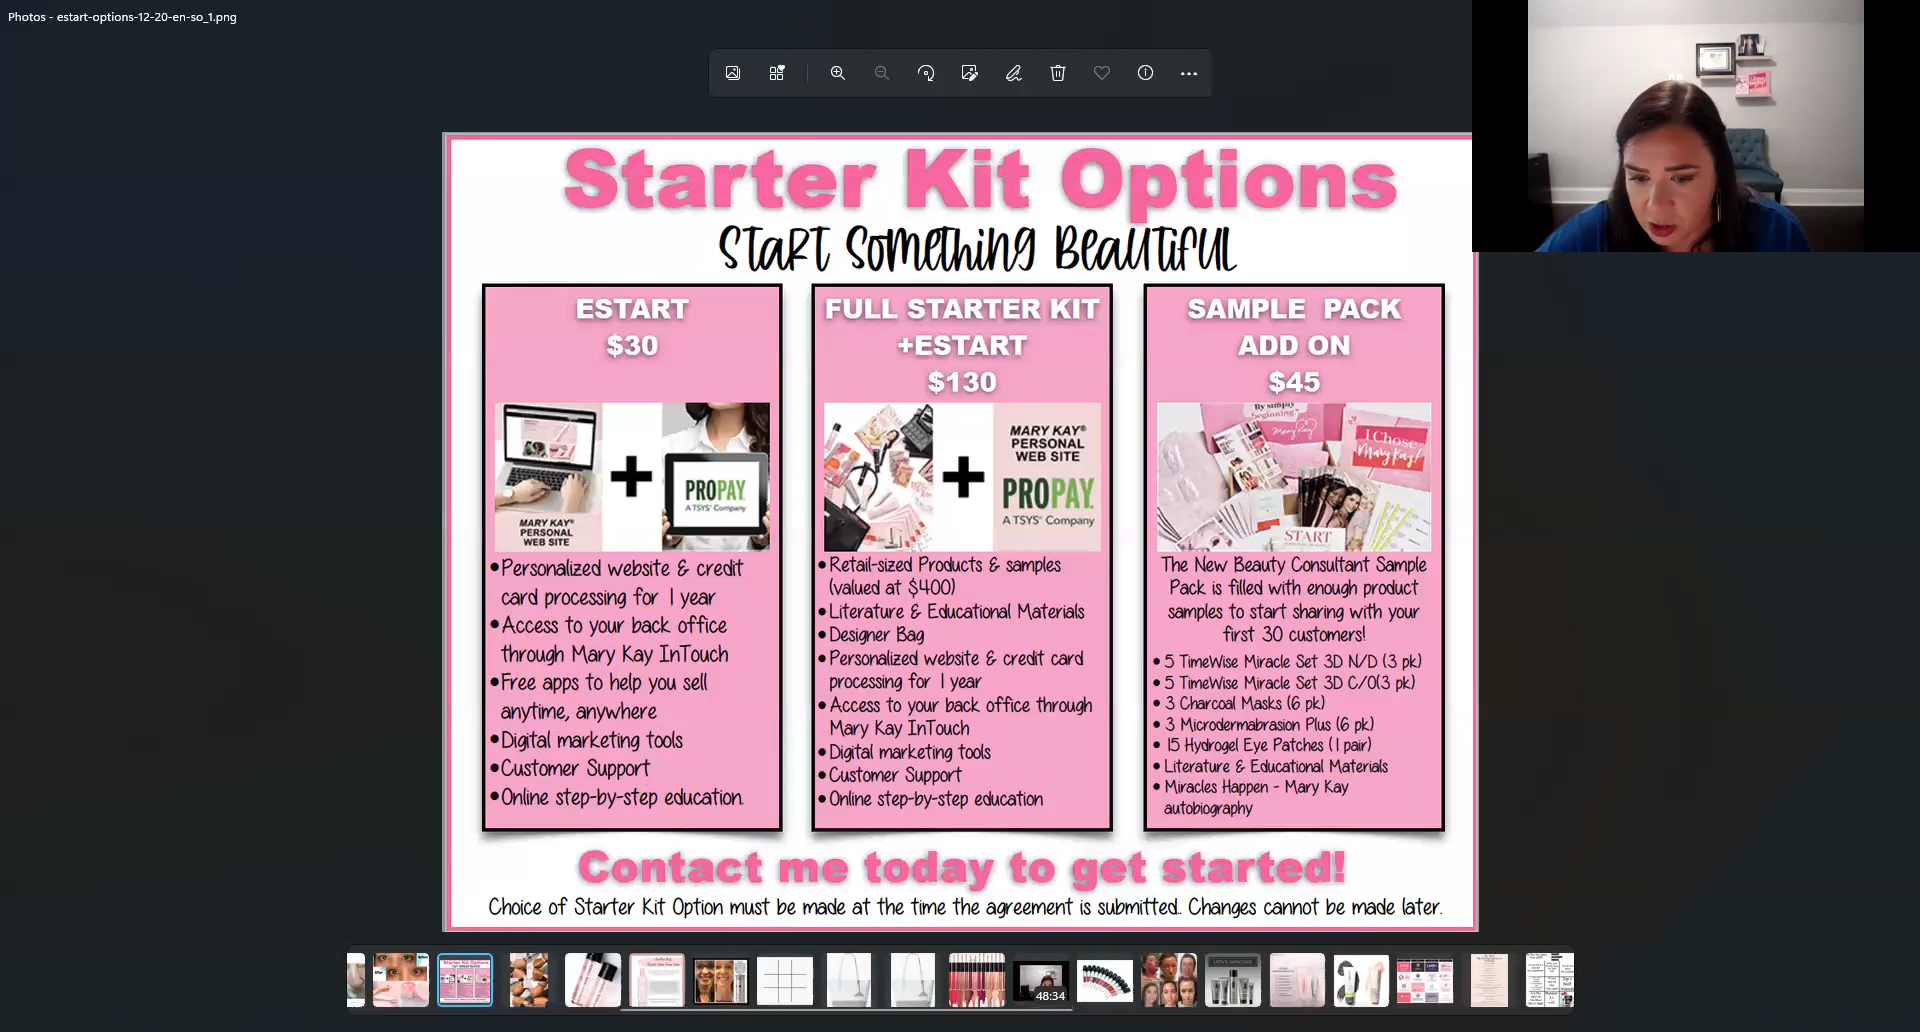 Photos - estart-options-12-20-en-so_1.png
Starter Kit Options
Start Something Beautiful
ESTART
$30
MARY KAY®
PERSONAL
WEB SITE
PROPAY.
A TSYS® Company
•Personalized website & credit
card processing for 1 year
•Access to your back office
through Mary Kay InTouch
•Free apps to help you sell
anytime, anywhere
•Digital marketing tools
•Customer Support
•Online step-by-step education.
FULL STARTER KIT
+ESTART
$130
MARY KAY®
PERSONAL
WEB SITE
PROPAY.
A TSYS® Company
•Retail-sized Products & samples
(valued at $400)
•Literature & Educational Materials
•Designer Bag
•Personalized website & credit card
processing for 1 year
•Access to your back office through
Mary Kay InTouch
•Digital marketing tools
•Customer Support
•Online step-by-step education
SAMPLE PACK
ADD ON
$45
By simply
beginning
Mary Kay
I Chose
Mary Kay!
START
The New Beauty Consultant Sample
Pack is filled with enough product
samples to start sharing with your
first 30 customers!
• 5 TimeWise Miracle Set 3D N/D (3 pk)
• 5 TimeWise Miracle Set 3D C/O(3 pk)
• 3 Charcoal Masks (6 pk)
• 3 Microdermabrasion Plus (6 pk)
• 15 Hydrogel Eye Patches (1 pair)
• Literature & Educational Materials
• Miracles Happen - Mary Kay
autobiography
Contact me today to get started!
Choice of Starter Kit Option must be made at the time the agreement is submitted.. Changes cannot be made later.
Starter Kit Options
48:34